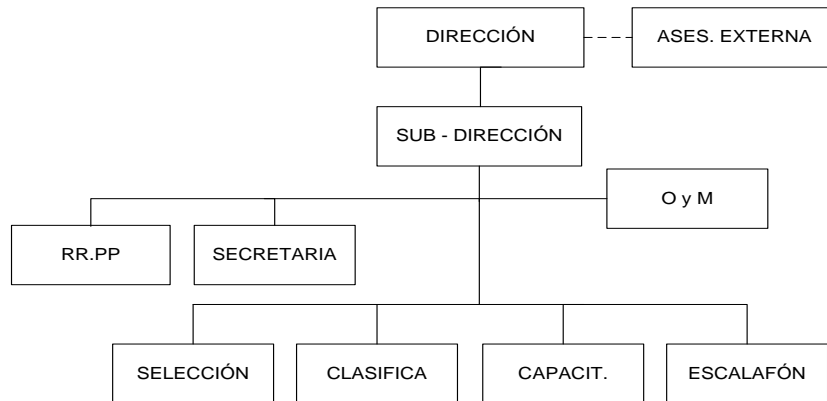 DIRECCIÓN
ASES. EXTERNA
SUB - DIRECCIÓN
O y M
RR.PP
SECRETARIA
SELECCIÓN
CLASIFICA
CAPACIT.
ESCALAFÓN